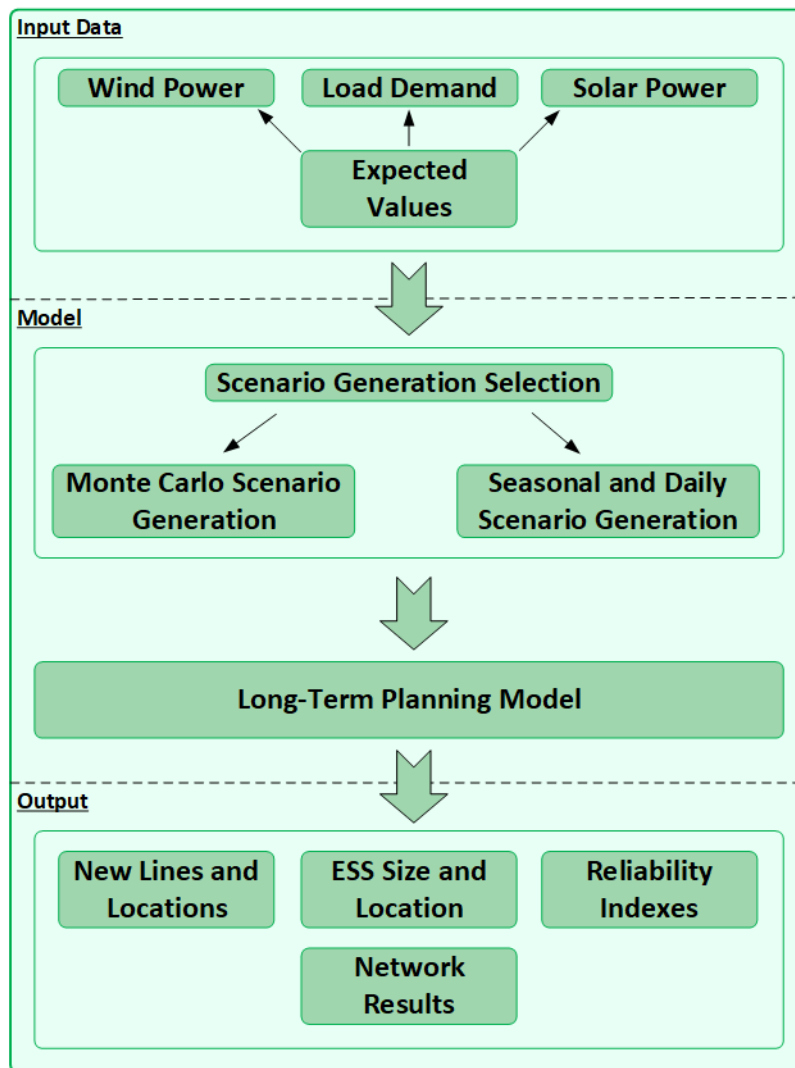 Input Data
Wind Power
Load Demand
Solar Power
Expected
Values
Model
Scenario Generation Selection
Monte Carlo Scenario
Generation
Seasonal and Daily
Scenario Generation
Long-Term Planning Model
Output
New Lines and
Locations
ESS Size and
Location
Reliability
Indexes
Network
Results